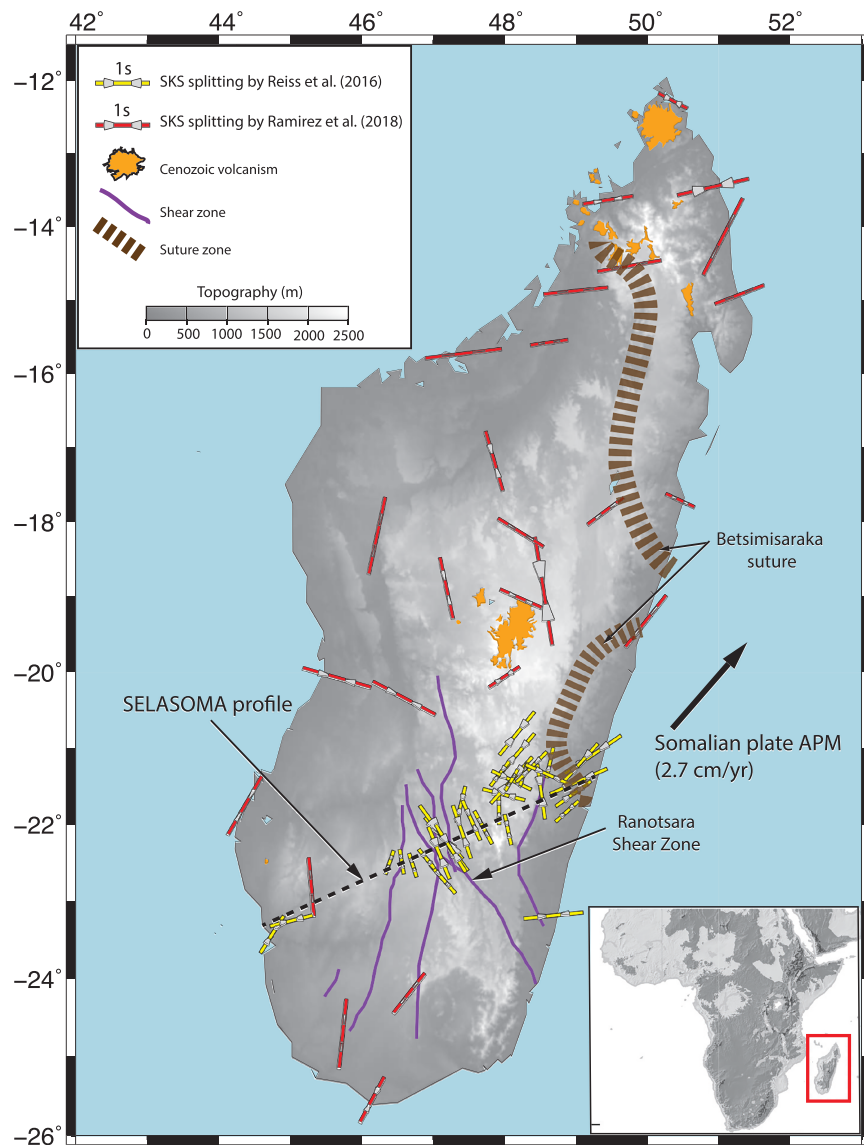 42˚ 44˚ 46˚ 48˚ 50˚ 52˚
1s
SKS splitting by Reiss et al. (2016)
1s
SKS splitting by Ramirez et al. (2018)
Cenozoic volcanism
Shear zone
Suture zone
Topography (m)
0 500 1000 1500 2000 2500
−12˚
−14˚
−16˚
−18˚
−20˚
−22˚
−24˚
−26˚
Betsimisaraka
suture
SELASOMA profile
Somalian plate APM
(2.7 cm/yr)
Ranotsara
Shear Zone